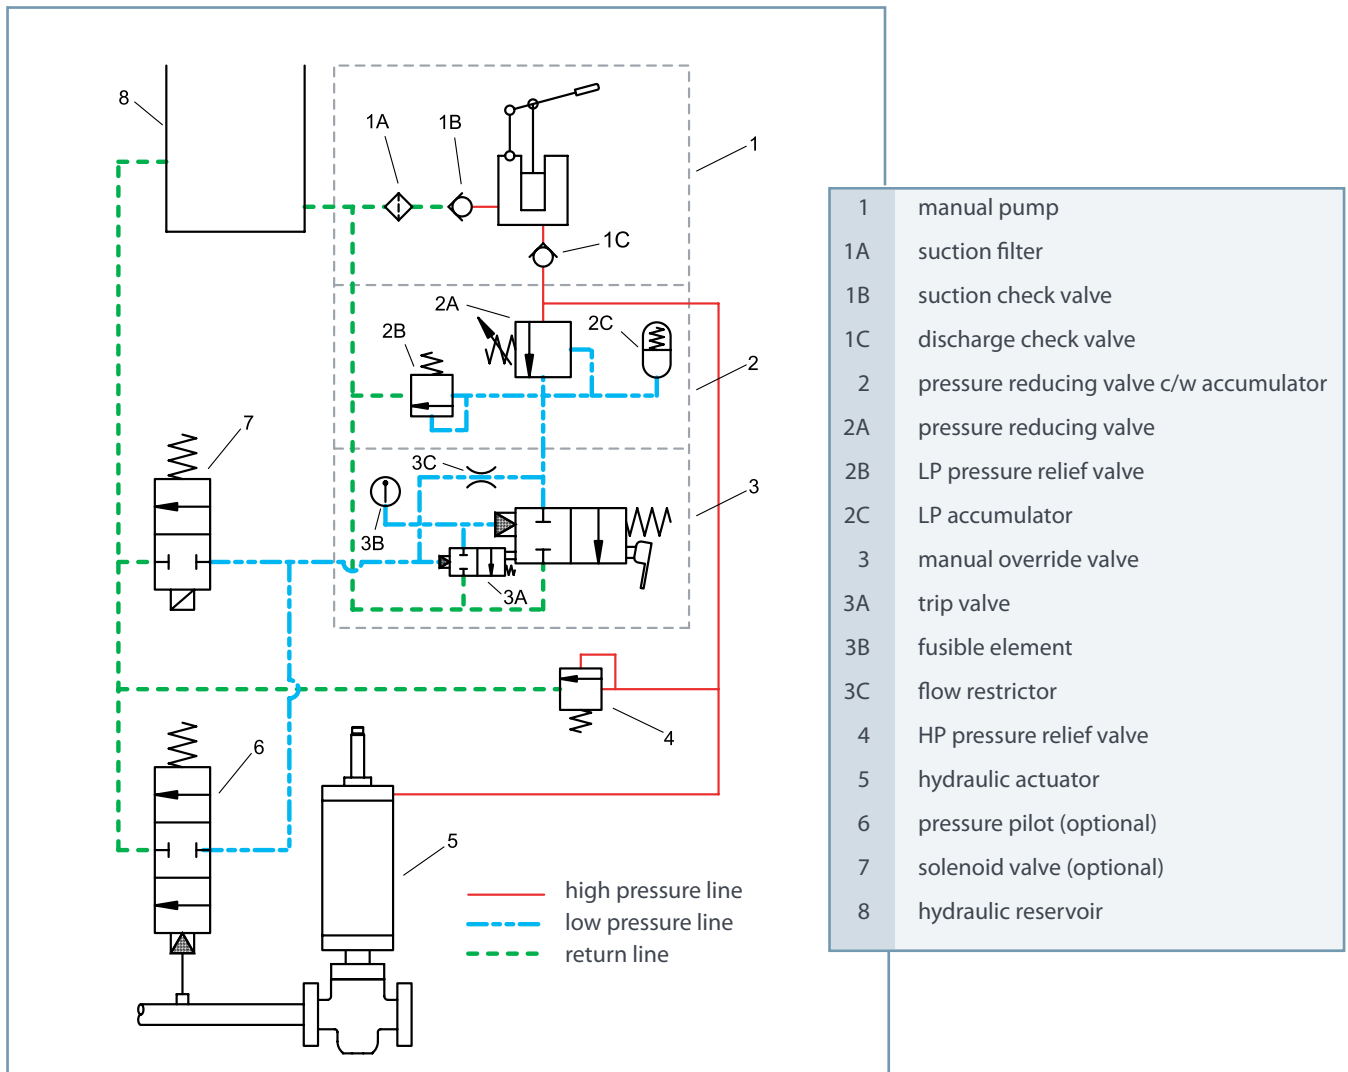 8
1A
1B
1
1C
2A
2B
2C
2
7
3C
3
3B
3A
6
4
5
high pressure line
low pressure line
return line
1 manual pump
1A suction filter
1B suction check valve
1C discharge check valve
2 pressure reducing valve c/w accumulator
2A pressure reducing valve
2B LP pressure relief valve
2C LP accumulator
3 manual override valve
3A trip valve
3B fusible element
3C flow restrictor
4 HP pressure relief valve
5 hydraulic actuator
6 pressure pilot (optional)
7 solenoid valve (optional)
8 hydraulic reservoir